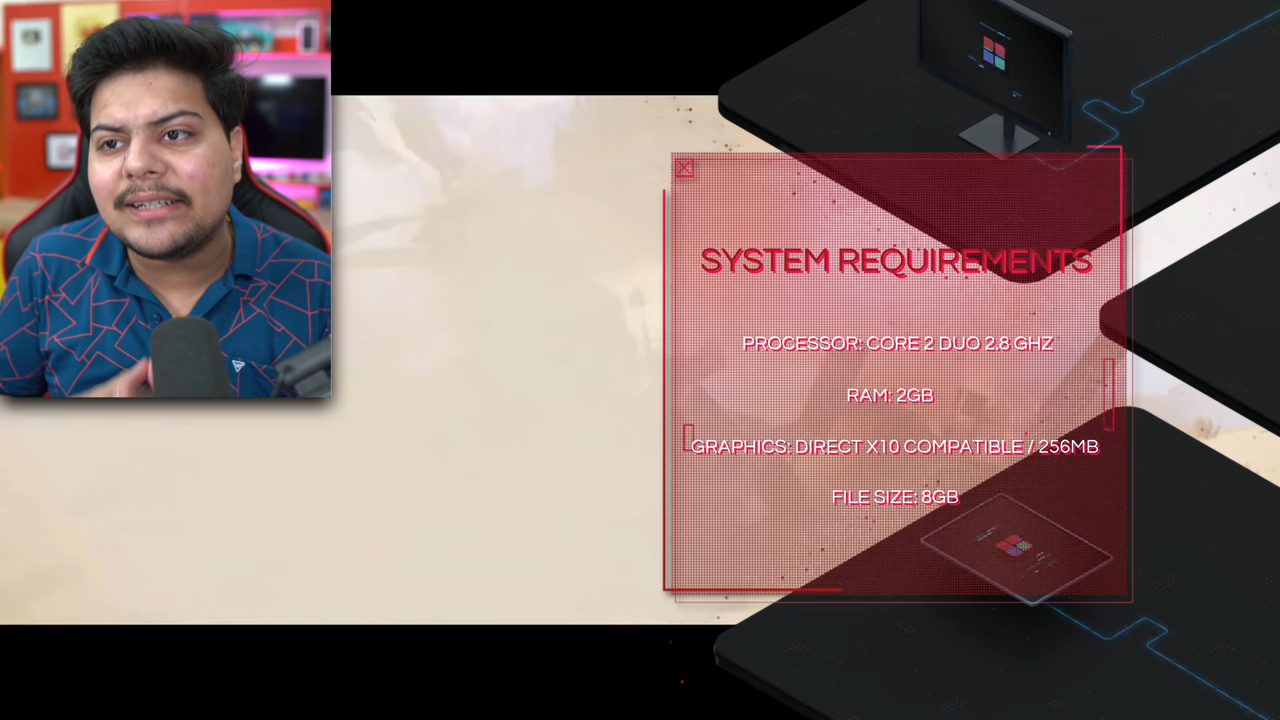 SYSTEM REQUIREMENTS
PROCESSOR: CORE 2 DUO 2.8 GHZ
RAM: 2GB
GRAPHICS: DIRECT X10 COMPATIBLE / 256MB
FILE SIZE: 8GB